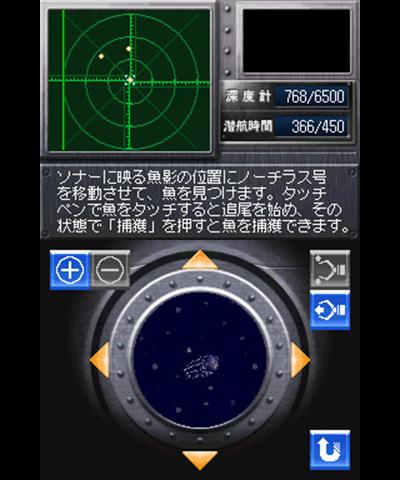 深度計 768/6500
潜航時間 366/450
ソナーに映る魚影の位置にノーチラス号
を移動させて、魚を見つけます。タッチ
ペンで魚をタッチすると追尾を始め、その
状態で「捕獲」を押すと魚を捕獲できます。